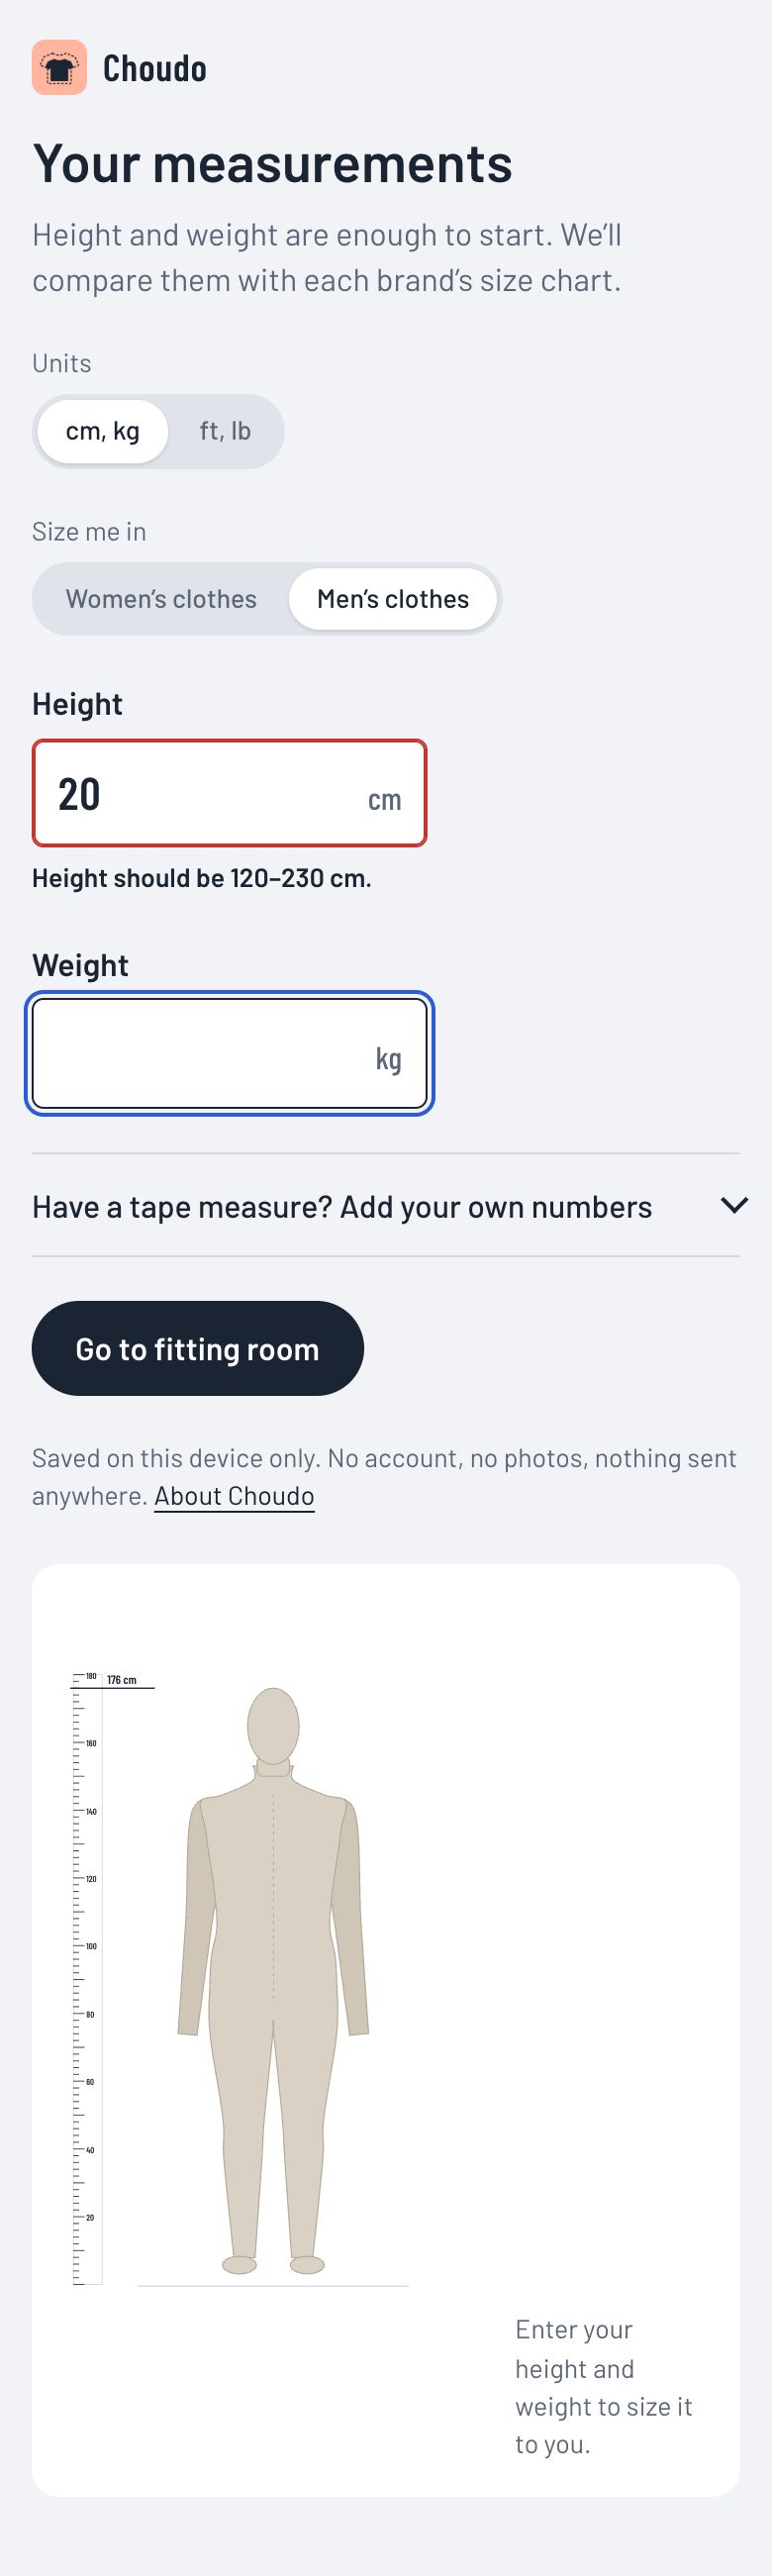 Choudo
Your measurements
Height and weight are enough to start. We’ll
compare them with each brand’s size chart.
Units
cm, kg
ft, lb
Size me in
Women’s clothes
Men’s clothes
Height
20
cm
Height should be 120–230 cm.
Weight
kg
Have a tape measure? Add your own numbers
Go to fitting room
Saved on this device only. No account, no photos, nothing sent
anywhere. About Choudo
180
176 cm
160
140
120
100
80
60
40
20
Enter your
height and
weight to size it
to you.